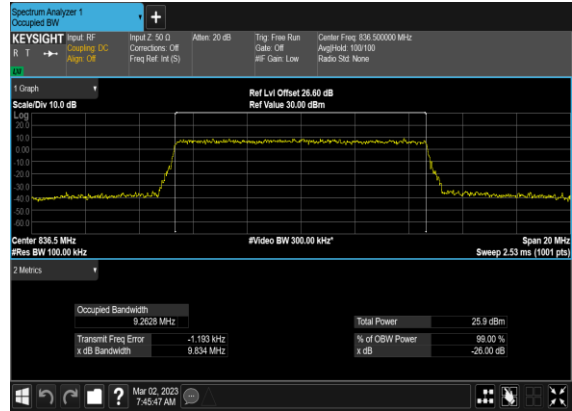 Spectrum Analyzer 1
Occupied BW
+
KEYSIGHT
R T
Input: RF
Coupling: DC
Align: Off
Input Z: 50 Ω
Corrections: Off
Freq Ref: Int (S)
Atten: 20 dB
Trig: Free Run
Gate: Off
#IF Gain: Low
Center Freq: 836.500000 MHz
Avg|Hold: 100/100
Radio Std: None
1 Graph
Scale/Div 10.0 dB
Ref Lvl Offset 26.60 dB
Ref Value 30.00 dBm
Log
20.0
10.0
0.00
-10.0
-20.0
-30.0
-40.0
-50.0
-60.0
Center 836.5 MHz
#Res BW 100.00 kHz
#Video BW 300.00 kHz*
Span 20 MHz
Sweep 2.53 ms (1001 pts)
2 Metrics
Occupied Bandwidth
9.2628 MHz
Transmit Freq Error -1.193 kHz
x dB Bandwidth 9.834 MHz
Total Power 25.9 dBm
% of OBW Power 99.00 %
x dB -26.00 dB
?
Mar 02, 2023
7:45:47 AM